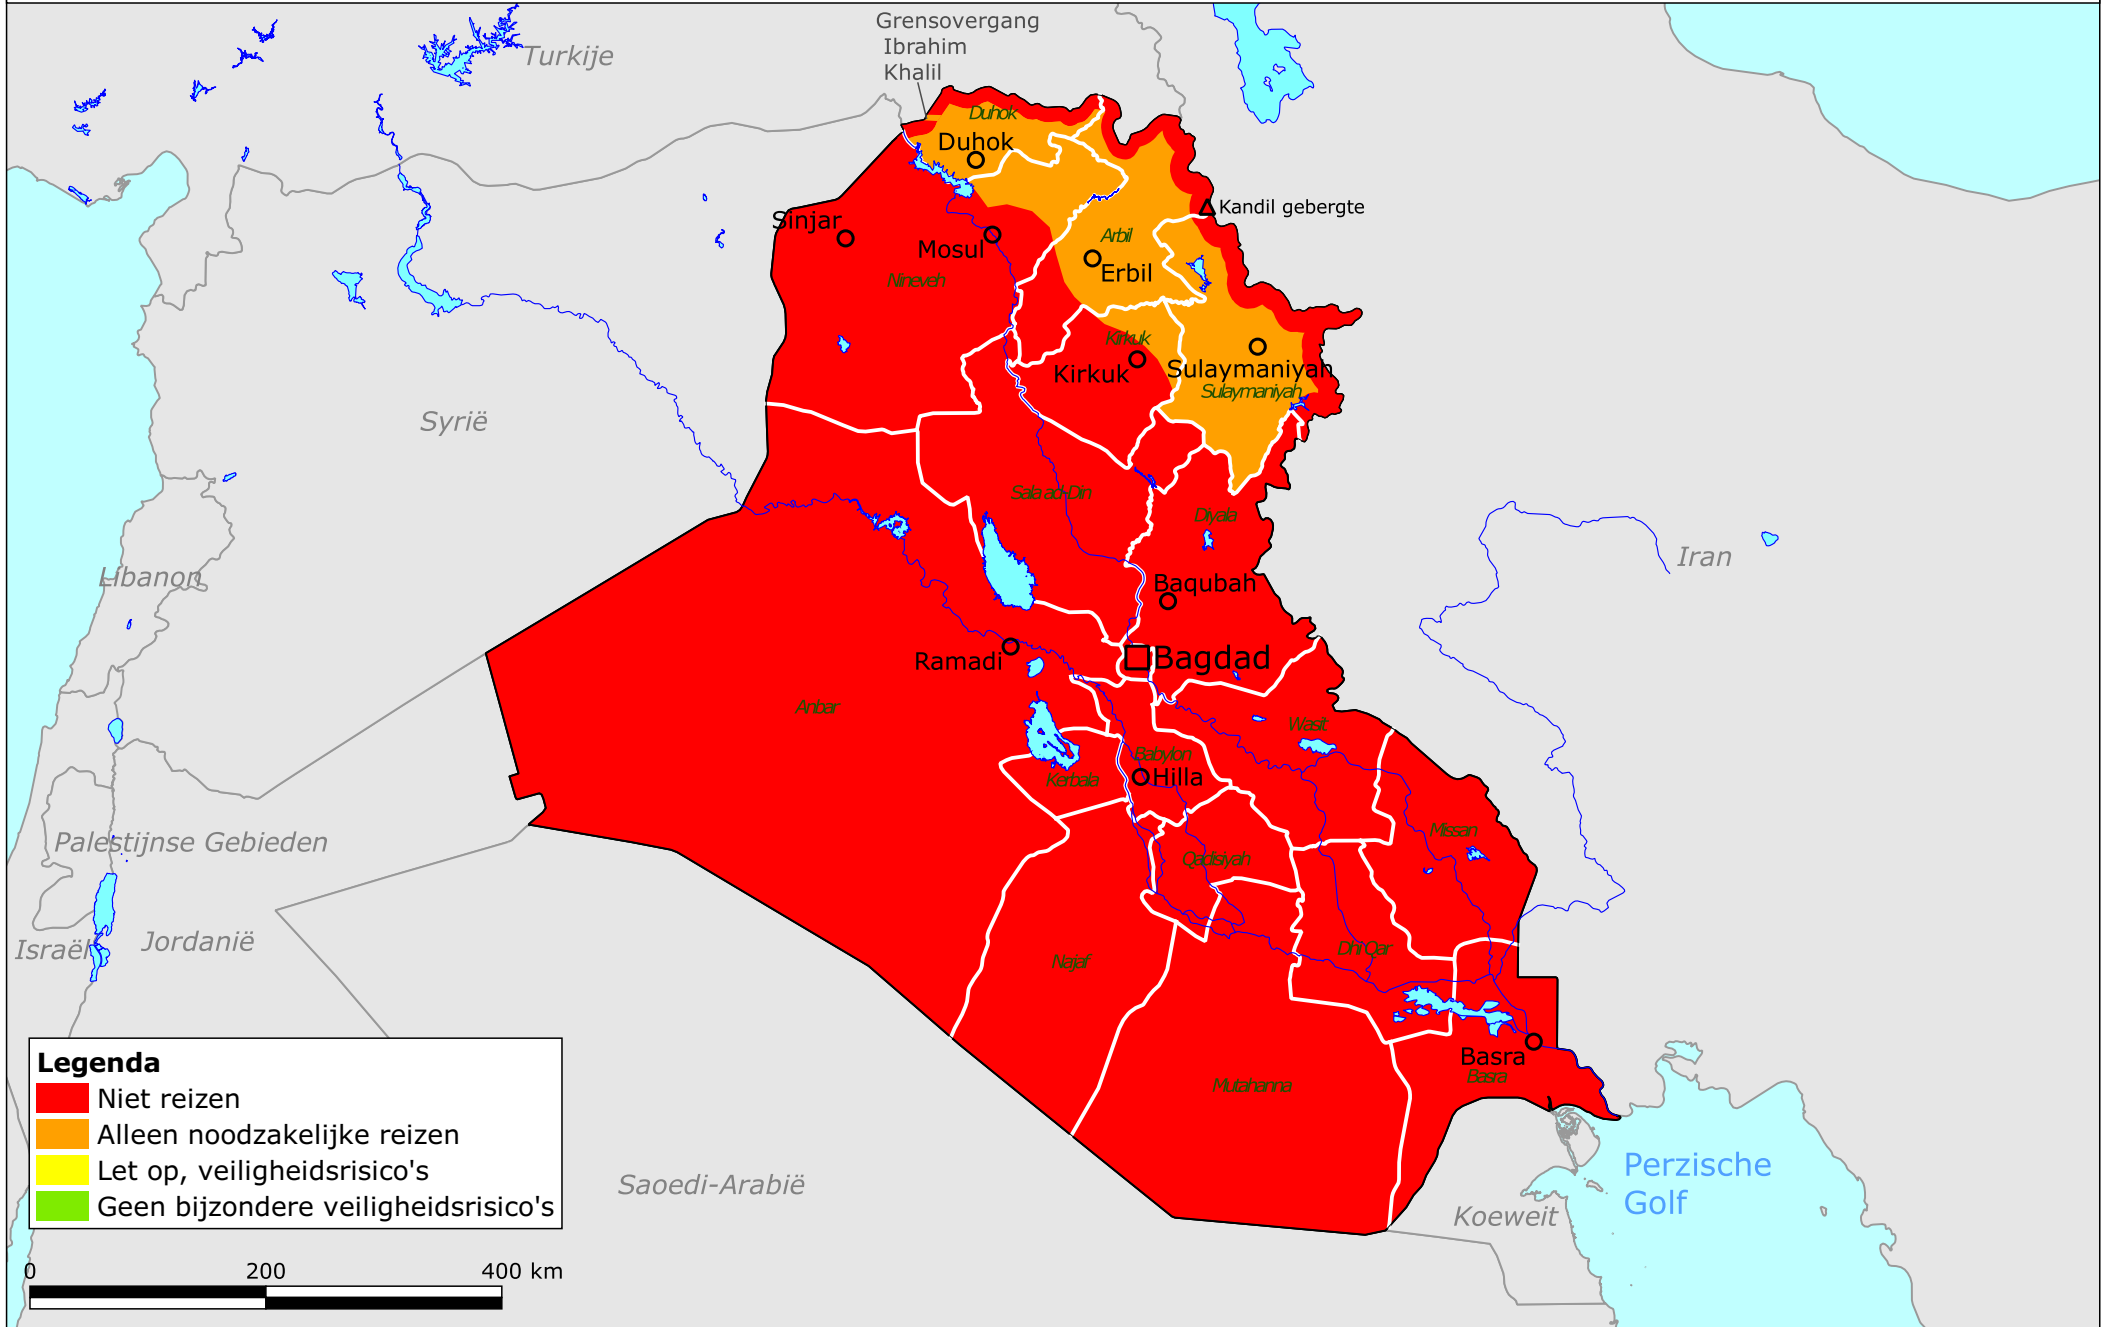 Grensovergang
Ibrahim
Khalil
Turkije
Duhok
Duhok
Kandil gebergte
Sinjar
Mosul
Arbil
Erbil
Nineveh
Kirkuk
Kirkuk
Sulaymaniyah
Sulaymaniyah
Syrië
Sala ad-Din
Diyala
Iran
Libanon
Baqubah
Ramadi
Bagdad
Anbar
Wasit
Babylon
Kerbala
Hilla
Missan
Palestijnse Gebieden
Qadisiyah
Israël
Jordanië
Dhi Qar
Najaf
Basra
Basra
Mutahanna
Legenda
Niet reizen
Alleen noodzakelijke reizen
Let op, veiligheidsrisico's
Geen bijzondere veiligheidsrisico's
Saoedi-Arabië
Perzische
Golf
Koeweit
0 200 400 km